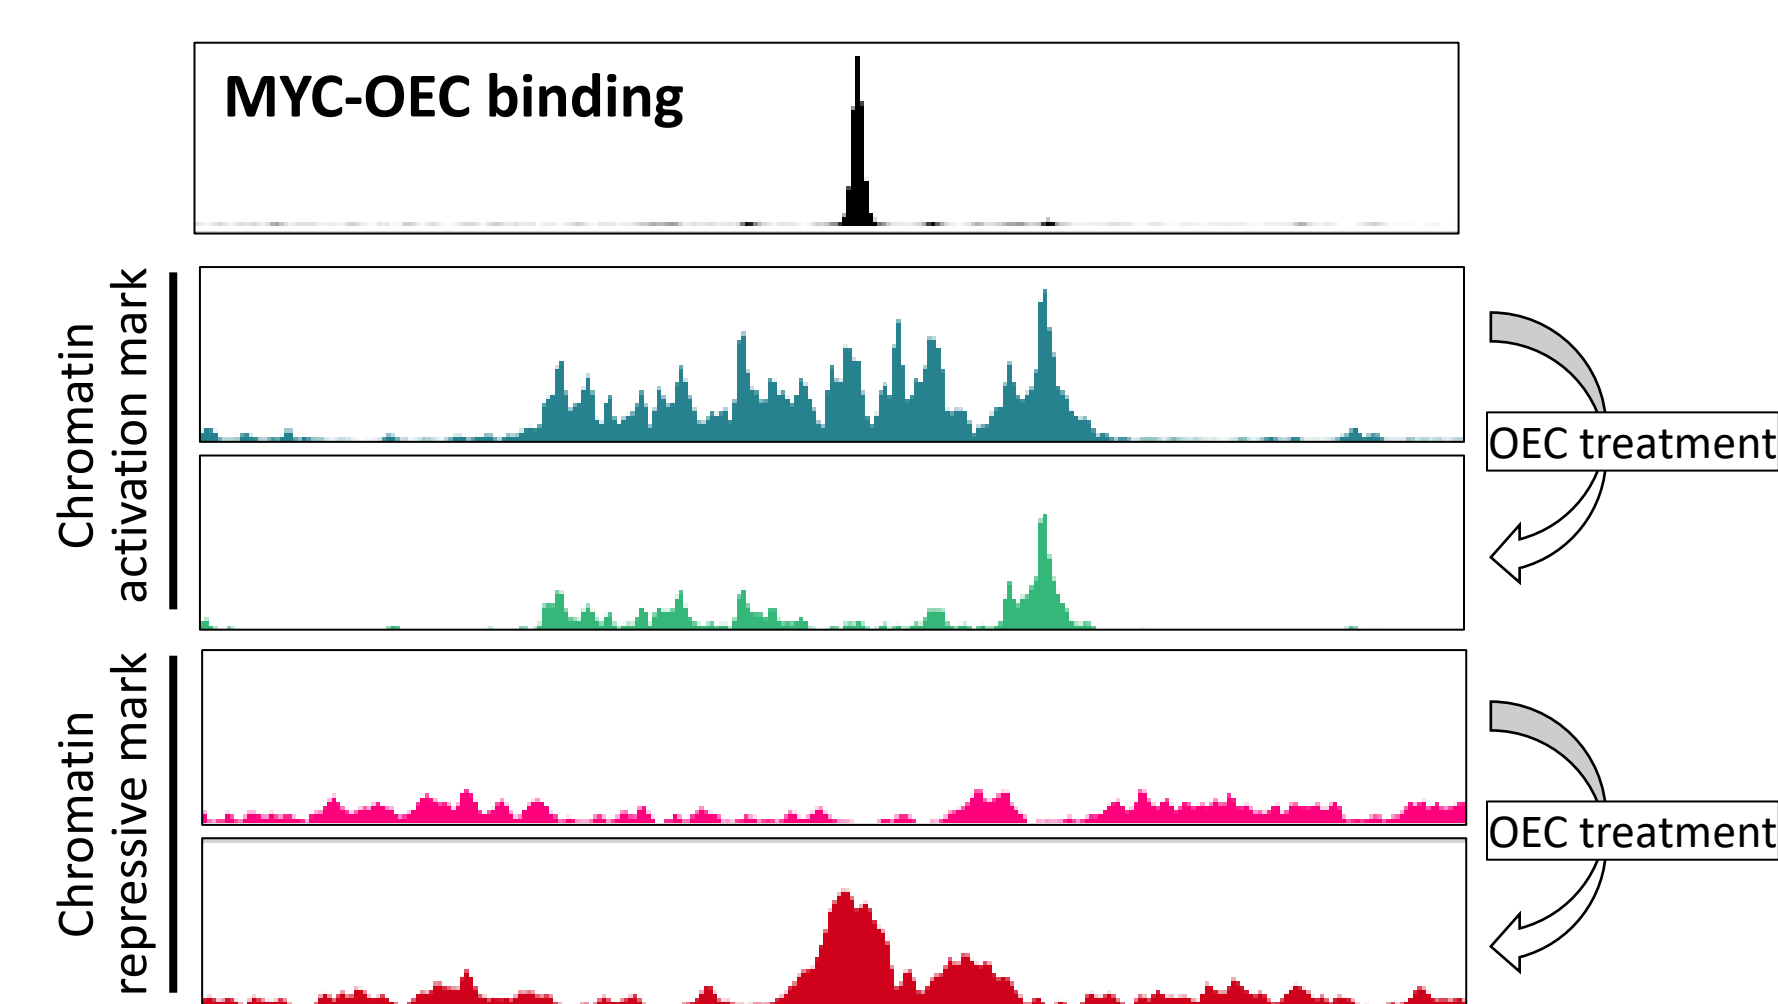 MYC-OEC binding
Chromatin
activation mark
OEC treatment
Chromatin
repressive mark
OEC treatment